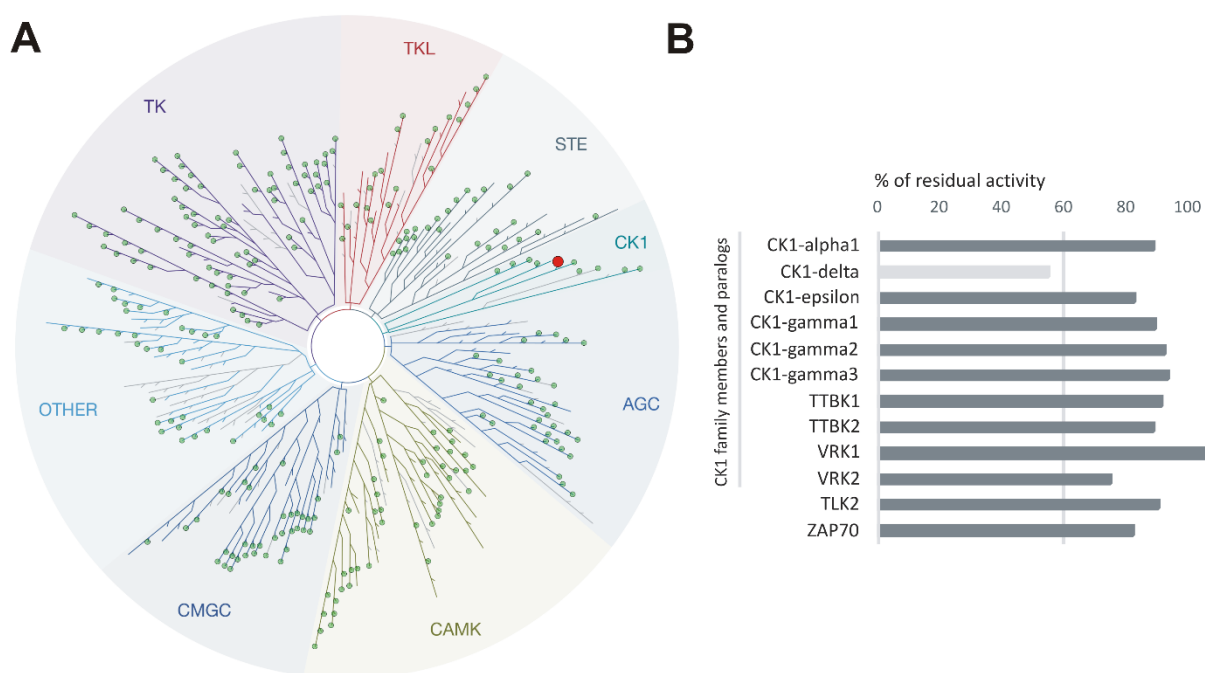 A
TKL
TK
STE
CK1
AGC
OTHER
CMGC
CAMK
B
% of residual activity
0 20 40 60 80 100
CK1 family members and paralogs
CK1-alpha1
CK1-delta
CK1-epsilon
CK1-gamma1
CK1-gamma2
CK1-gamma3
TTBK1
TTBK2
VRK1
VRK2
TLK2
ZAP70